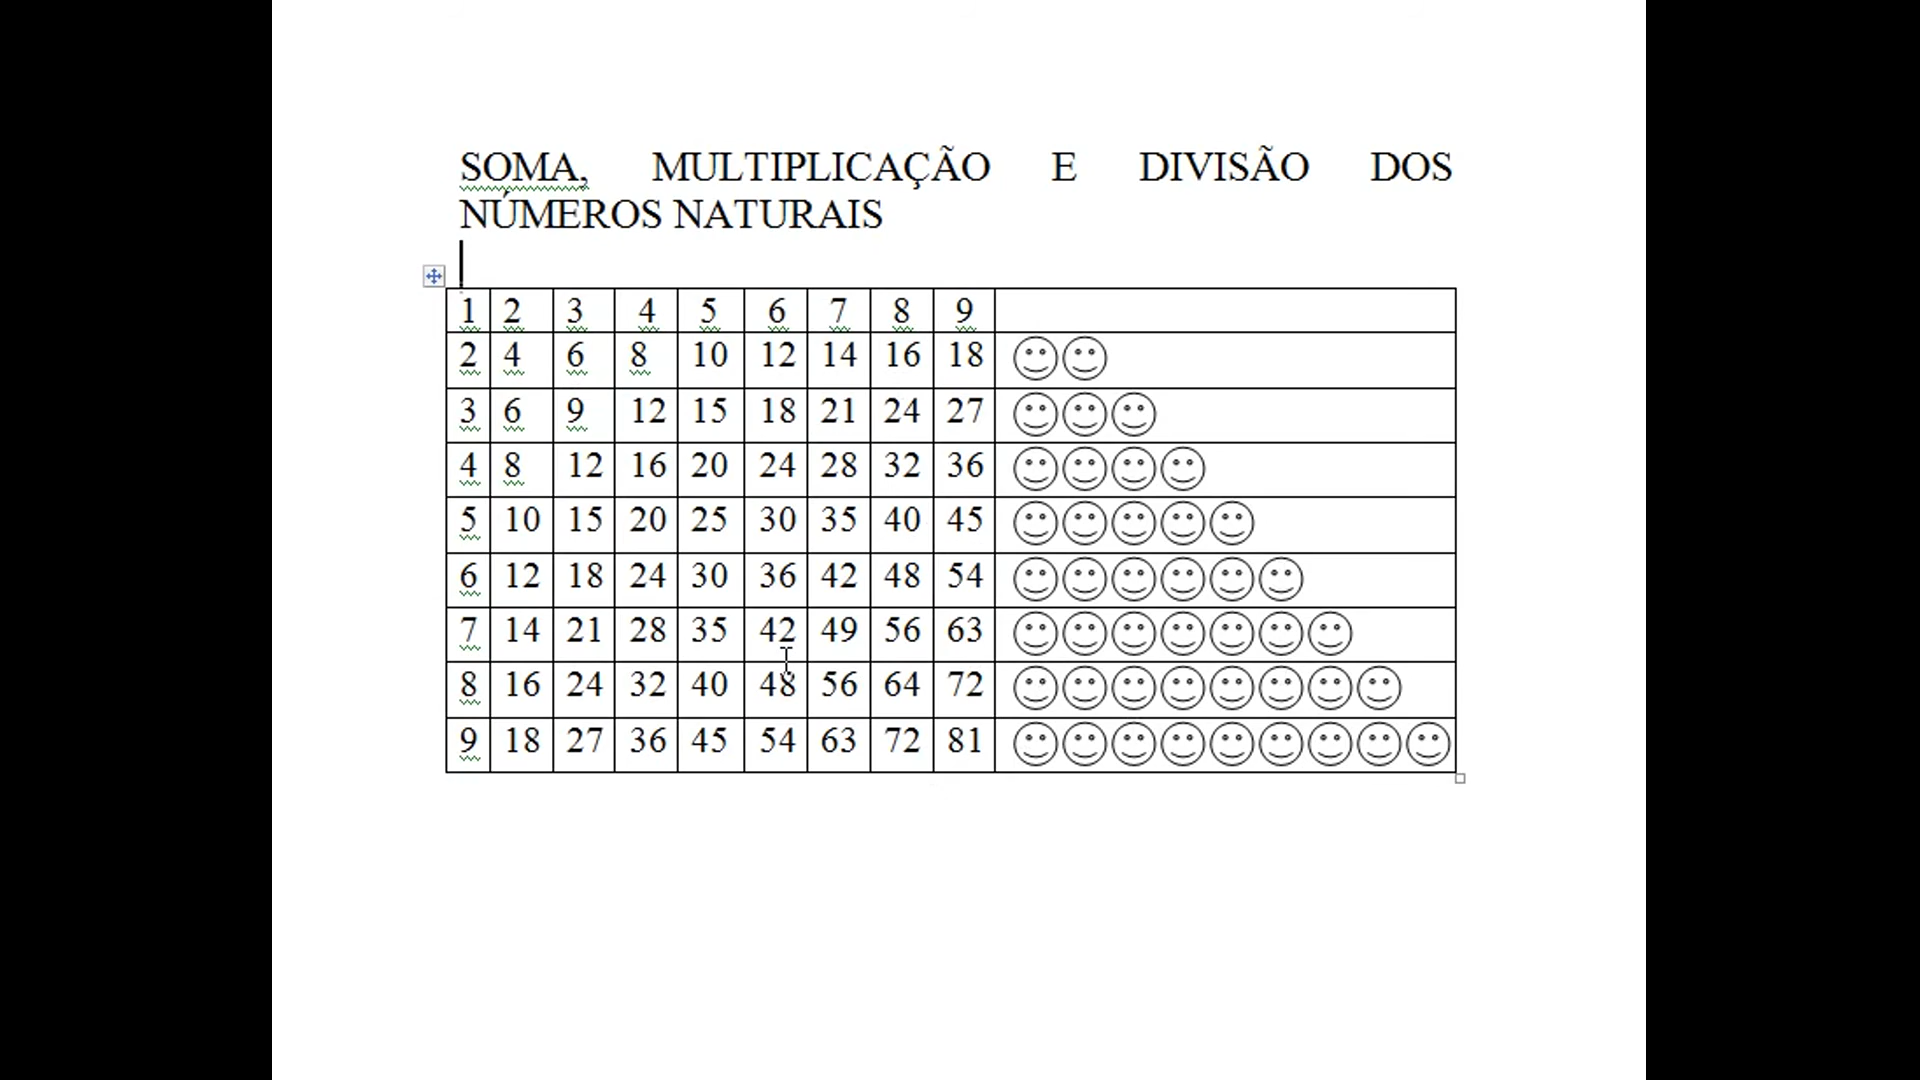 SOMA, MULTIPLICAÇÃO E DIVISÃO DOS
NÚMEROS NATURAIS
1 2 3 4 5 6 7 8 9
2 4 6 8 10 12 14 16 18
3 6 9 12 15 18 21 24 27
4 8 12 16 20 24 28 32 36
5 10 15 20 25 30 35 40 45
6 12 18 24 30 36 42 48 54
7 14 21 28 35 42 49 56 63
8 16 24 32 40 48 56 64 72
9 18 27 36 45 54 63 72 81